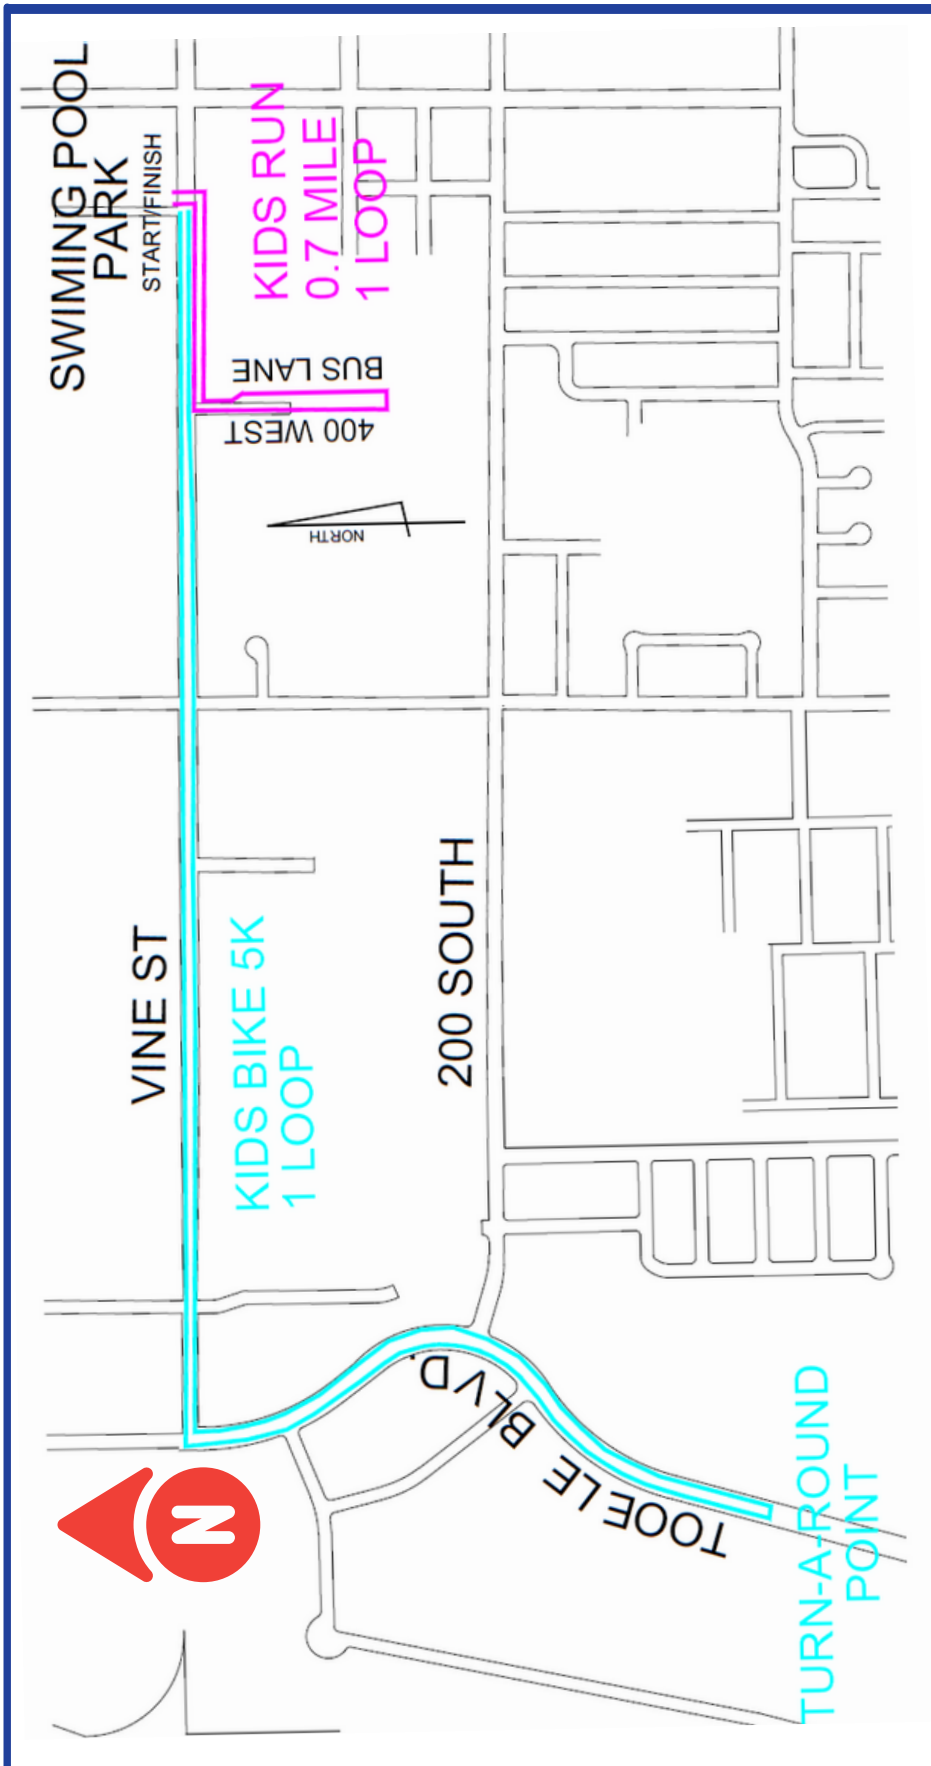 SWIMING POOL
PARK
START/FINISH
KIDS RUN
0.7 MILE
1 LOOP
BUS LANE
400 WEST
NORTH
VINE ST
200 SOUTH
KIDS BIKE 5K
1 LOOP
TOOELE BLVD.
TURN-A-ROUND
POINT
N